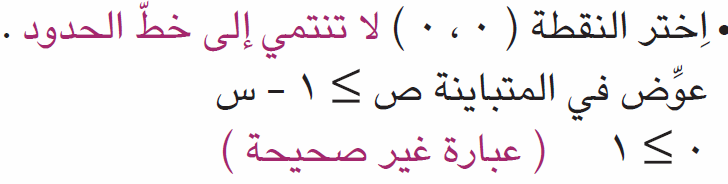 • اِختر النقطة ( ٠ ، ٠ ) لا تنتمي إلى خطّ الحدود .
عوِّض في المتباينة ص ≥ ١ – س
٠ ≥ ١ ( عبارة غير صحيحة )